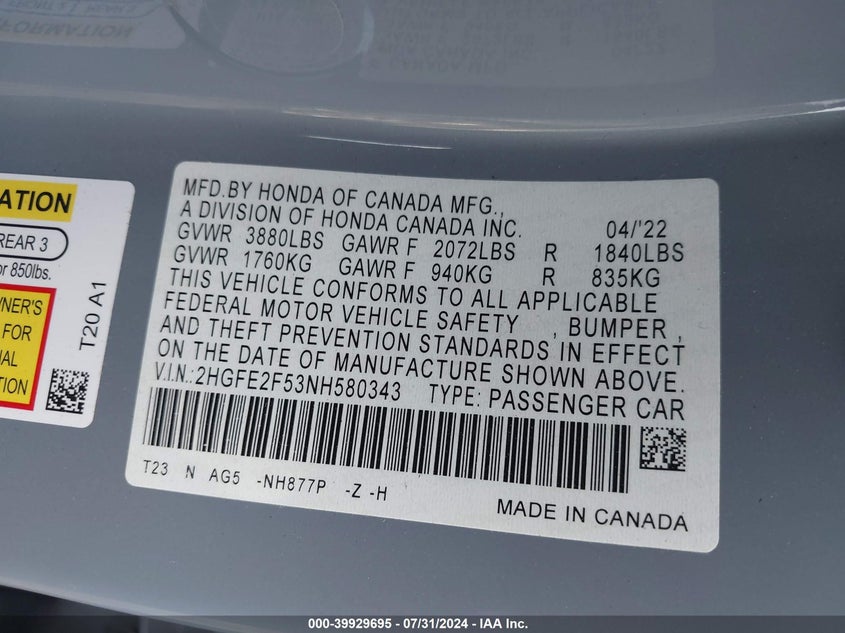 MFD.BY HONDA OF CANADA MFG.,
A DIVISION OF HONDA CANADA INC. 04/'22
GVWR 3880LBS GAWR F 2072LBS R 1840LBS
GVWR 1760KG GAWR F 940KG R 835KG
THIS VEHICLE CONFORMS TO ALL APPLICABLE
FEDERAL MOTOR VEHICLE SAFETY , BUMPER ,
AND THEFT PREVENTION STANDARDS IN EFFECT
ON THE DATE OF MANUFACTURE SHOWN ABOVE.
V.I.N.:2HGFE2F53NH580343 TYPE: PASSENGER CAR
T23 N AG5 -NH877P -Z -H
MADE IN CANADA
REAR 3
or 850lbs.
FOR
T20 A1
000-39929695 - 07/31/2024 - IAA Inc.